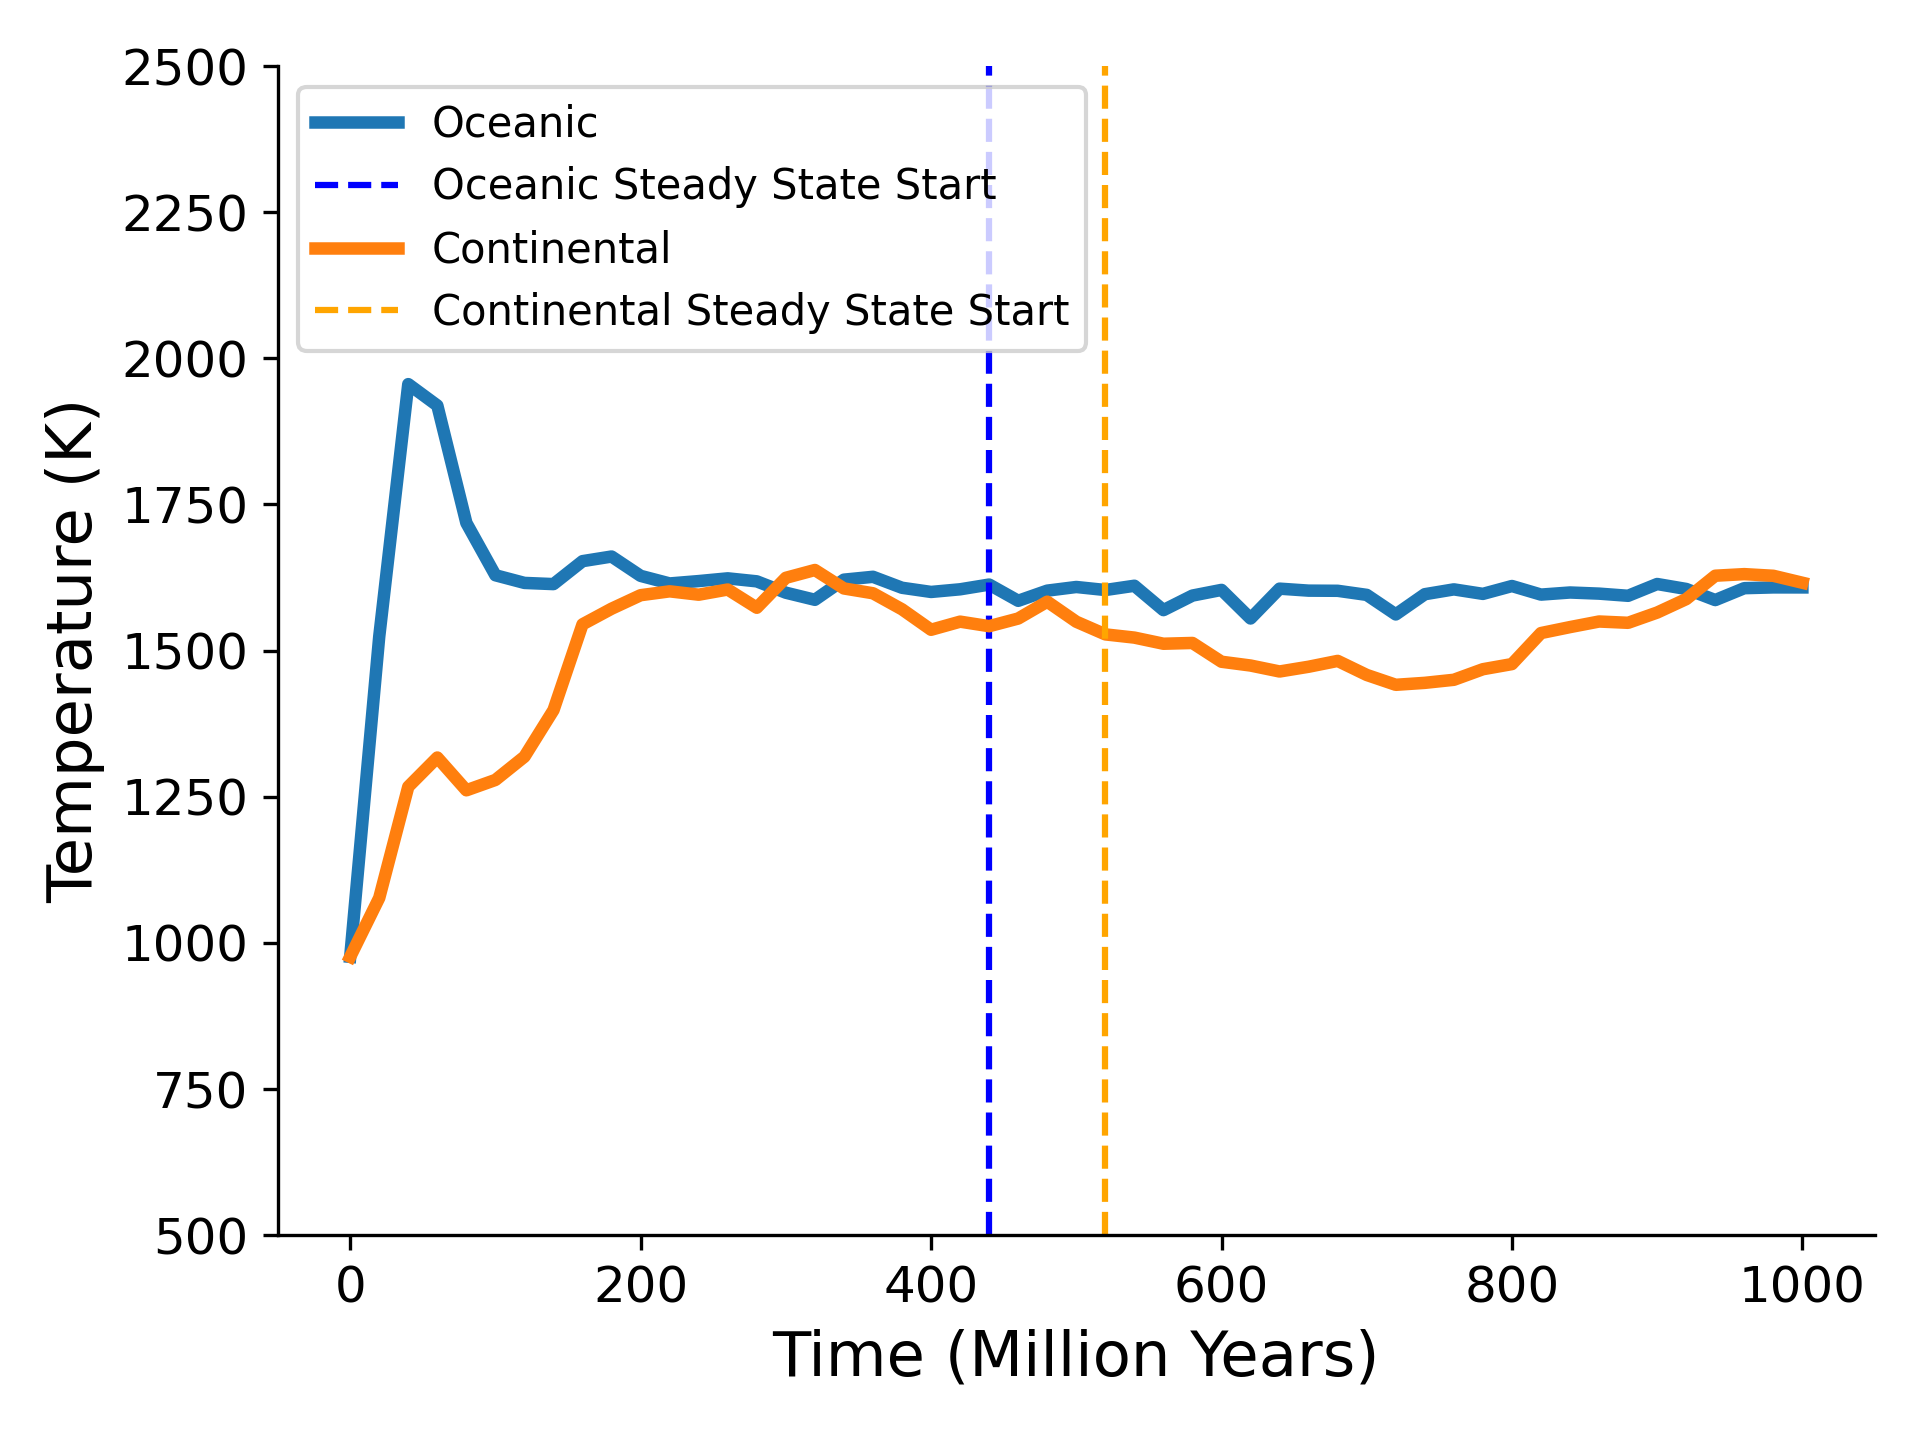 2500
2250
2000
1750
1500
1250
1000
750
500
Temperature (K)
Oceanic
Oceanic Steady State Start
Continental
Continental Steady State Start
0 200 400 600 800 1000
Time (Million Years)